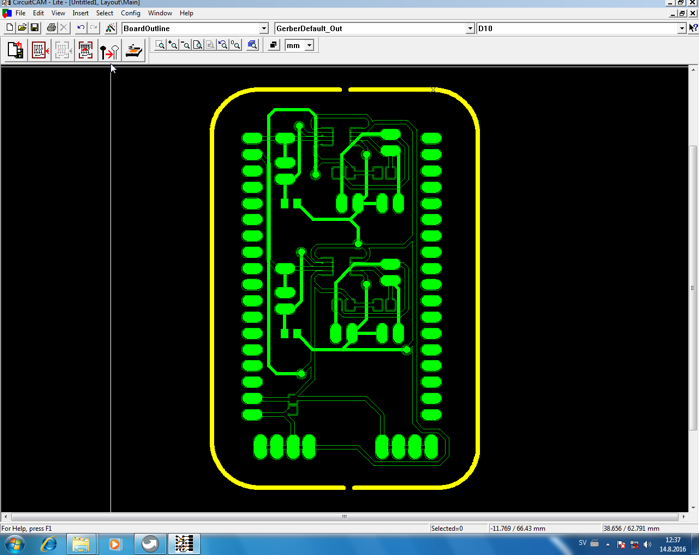 CircuitCAM - Lite - [Untitled1, Layout\Main]
File Edit View Insert Select Config Window Help
BoardOutline GerberDefault_Out D10
mm
For Help, press F1 Selected=0 -11.769 / 66.43 mm 38.656 / 62.791 mm
SV 12:37
14.8.2016